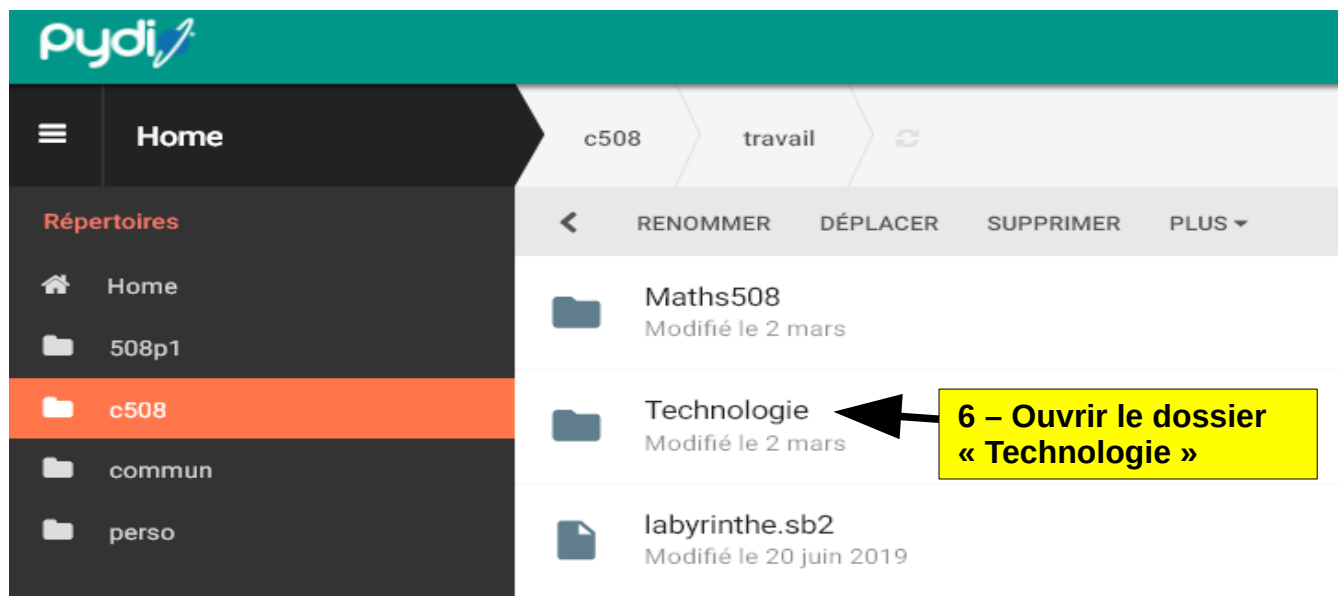 pydi
Home
c508
travail
Répertoires
RENOMMER DÉPLACER SUPPRIMER PLUS
Home
508p1
c508
commun
perso
Maths508
Modifié le 2 mars
Technologie
Modifié le 2 mars
6 – Ouvrir le dossier
« Technologie »
labyrinthe.sb2
Modifié le 20 juin 2019